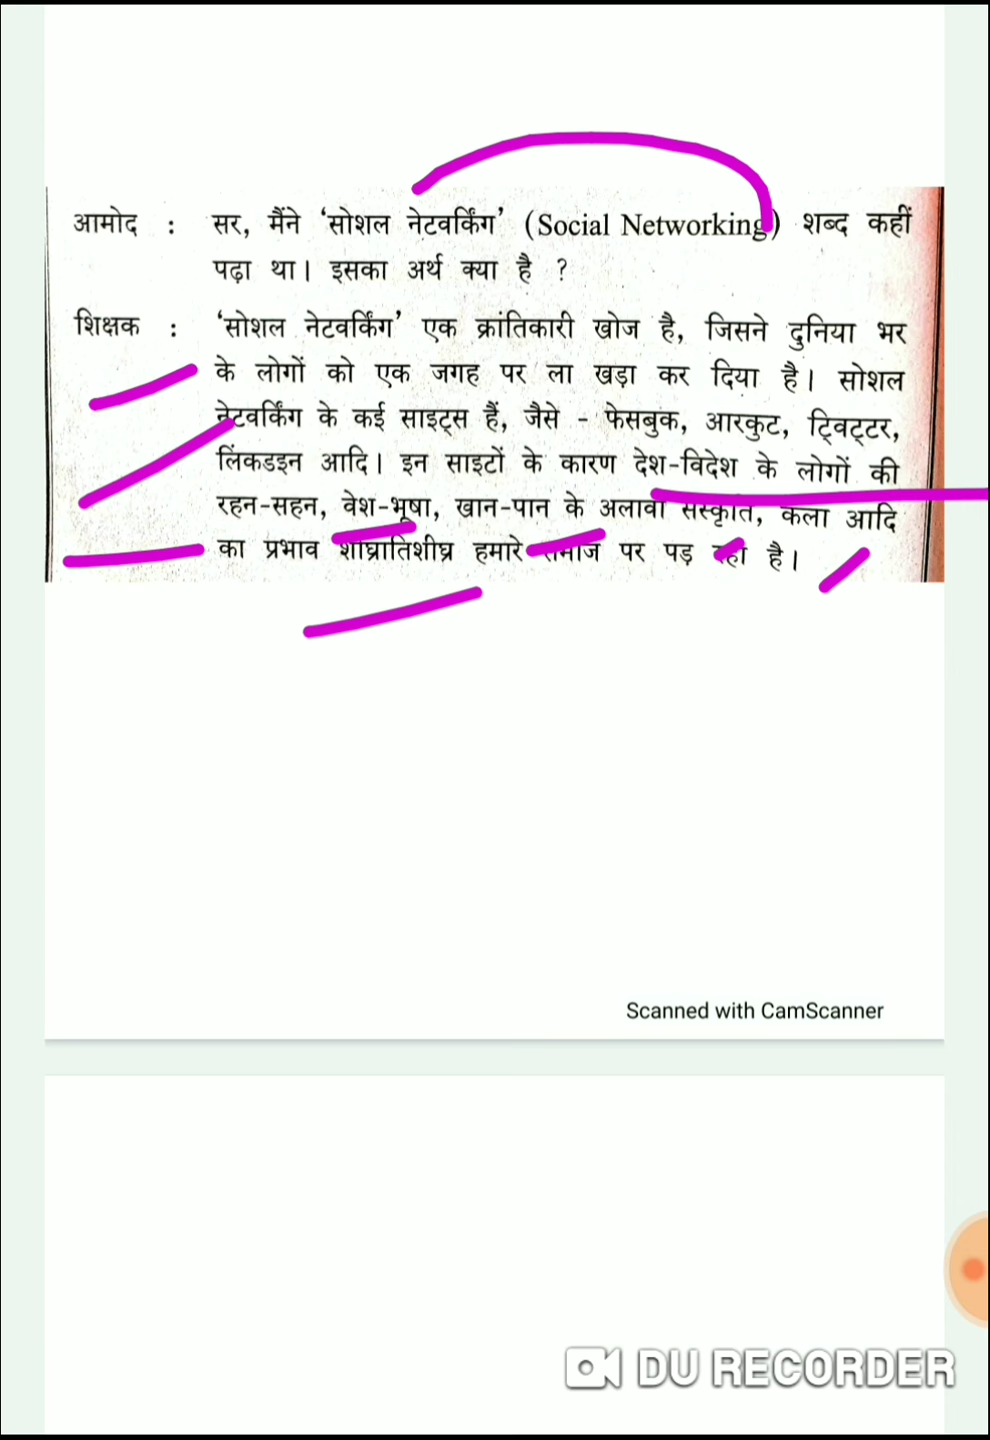 आमोद : सर, मैंने ‘सोशल नेटवर्किंग’ (Social Networking) शब्द कहीं
पढ़ा था। इसका अर्थ क्या है ?
शिक्षक : ‘सोशल नेटवर्किंग’ एक क्रांतिकारी खोज है, जिसने दुनिया भर
के लोगों को एक जगह पर ला खड़ा कर दिया है। सोशल
नेटवर्किंग के कई साइट्स हैं, जैसे - फेसबुक, आरकुट, ट्विट्टर,
लिंकडइन आदि। इन साइटों के कारण देश-विदेश के लोगों की
रहन-सहन, वेश-भूषा, खान-पान के अलावा संस्कृति, कला आदि
का प्रभाव शीघ्रातिशीघ्र हमारे समाज पर पड़ रहा है।
Scanned with CamScanner
DU RECORDER